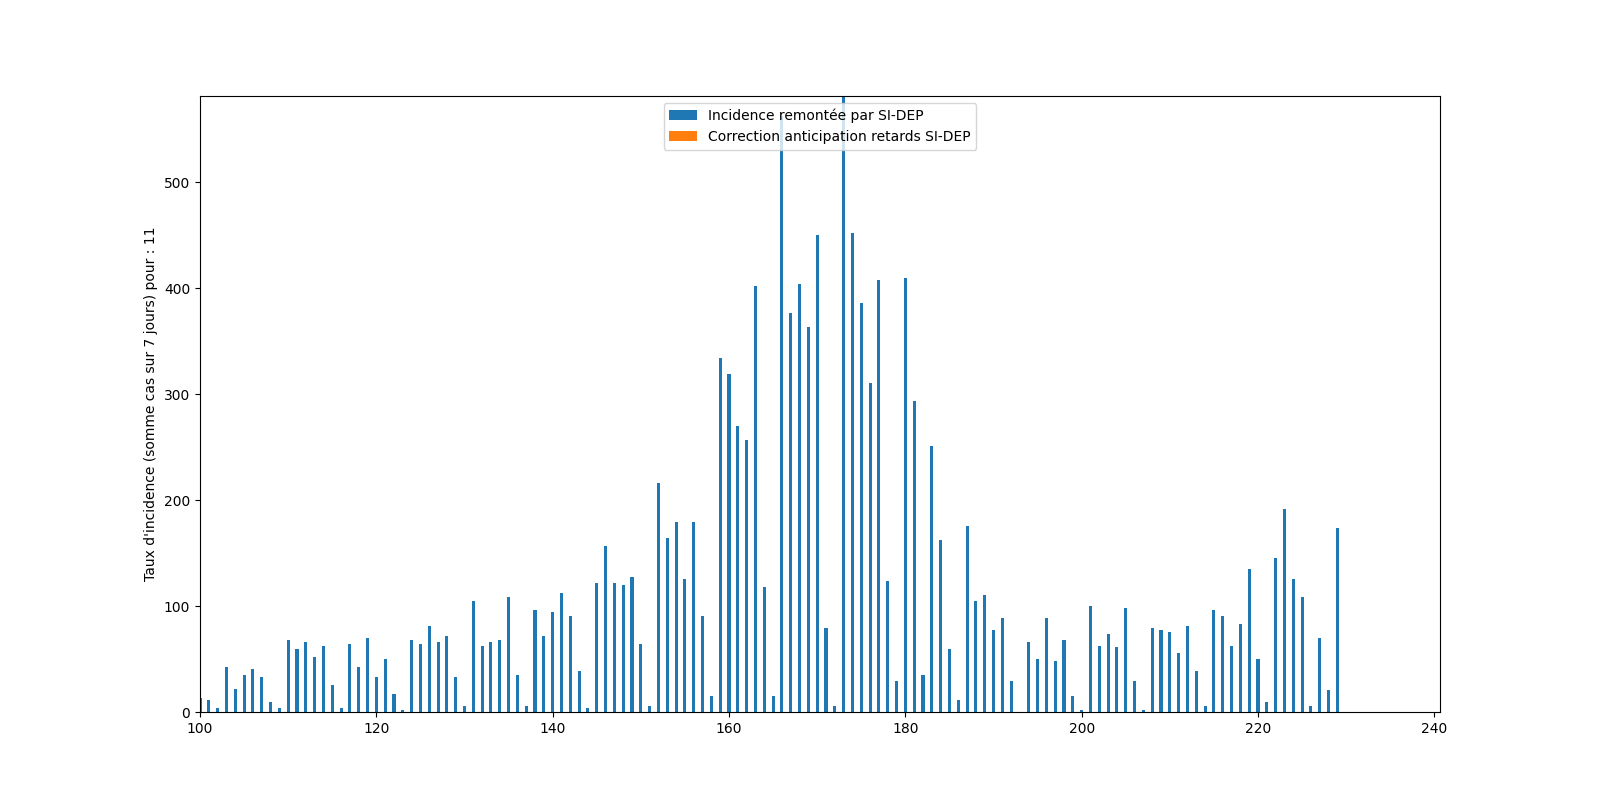 Incidence remontée par SI-DEP
Correction anticipation retards SI-DEP
Taux d'incidence (somme cas sur 7 jours) pour : 11
500
400
300
200
100
0
100 120 140 160 180 200 220 240